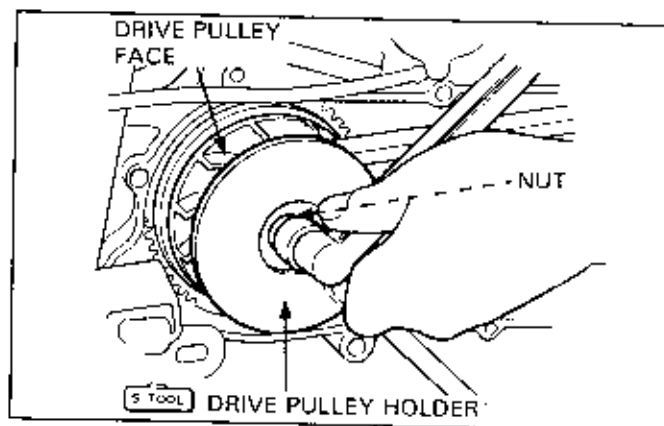 DRIVE PULLEY
FACE
NUT
S TOOL DRIVE PULLEY HOLDER